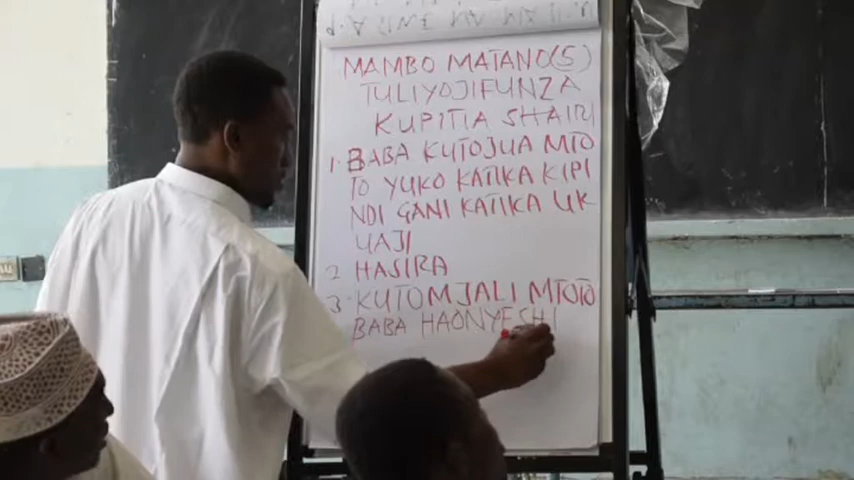 MAMBO MATANO(5)
TULIYOJIFUNZA
KUPITIA SHAIRI
1. BABA KUTOJUA MTO
TO YUKO KATIKA KIPI
NDI GANI KATIKA UK
UAJI
2 HASIRA
3. KUTOMJALI MTOTO
BABA HAONYESHI